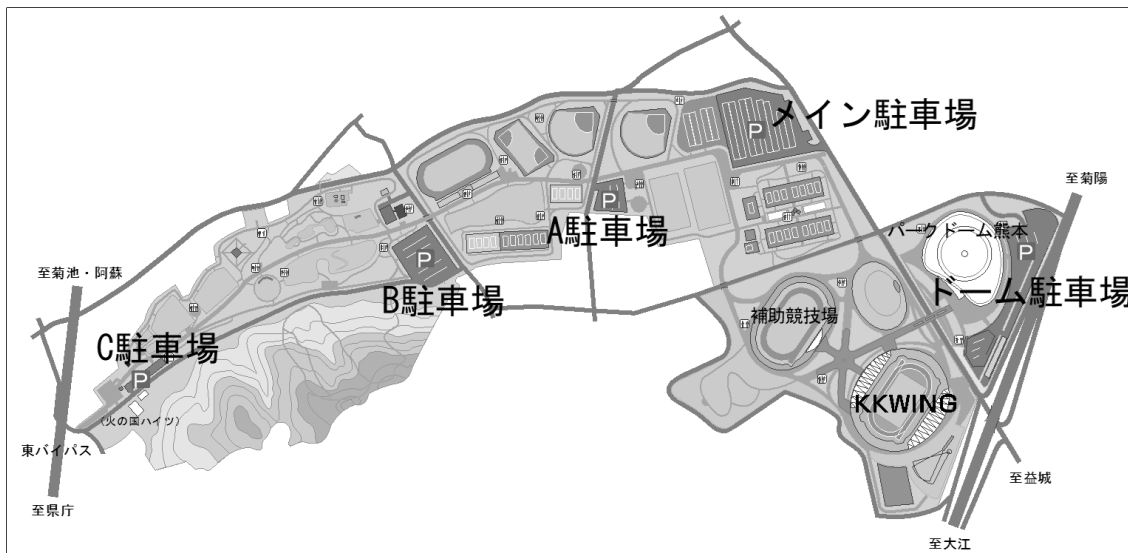 メイン駐車場
P
至菊陽
P
A駐車場
パークドーム熊本
P
P
至菊池・阿蘇
B駐車場
ドーム駐車場
補助競技場
C駐車場
P
KKWING
(火の国ハイツ)
東バイパス
至益城
至県庁
至大江